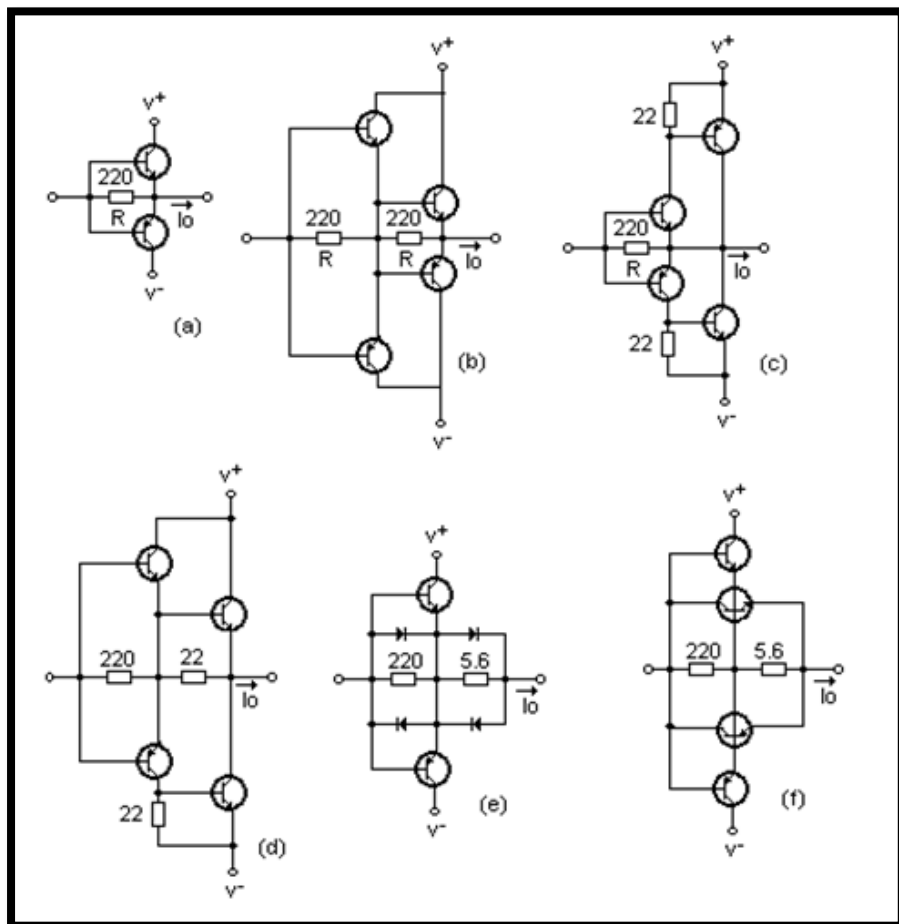 v+
220
R
Io
v-
(a)
v+
220
220
R
R
Io
v-
(b)
v+
22
220
R
Io
22
v-
(c)
v+
220
22
Io
22
v-
(d)
v+
220
5.6
Io
v-
(e)
v+
220
5.6
Io
v-
(f)